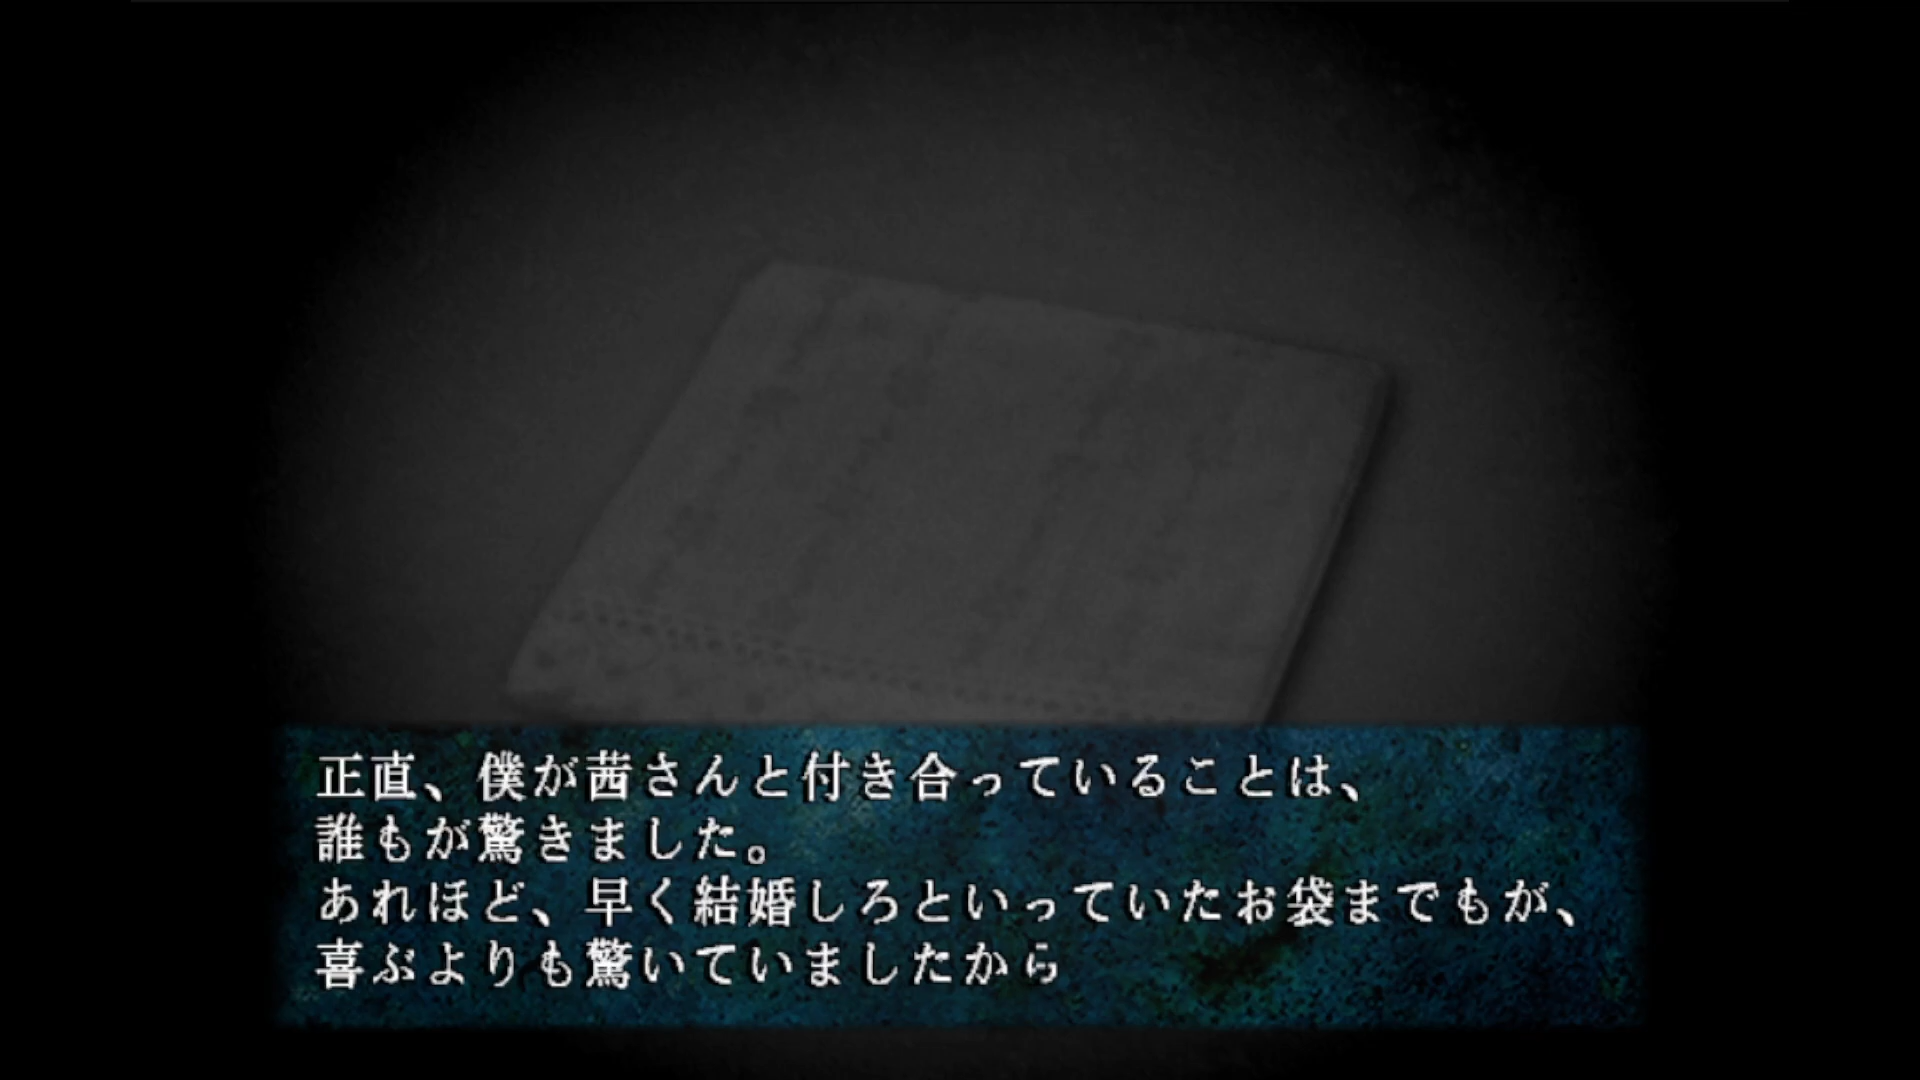 正直、僕が茜さんと付き合っていることは、
誰もが驚きました。
あれほど、早く結婚しろといっていたお袋までもが、
喜ぶよりも驚いていましたから